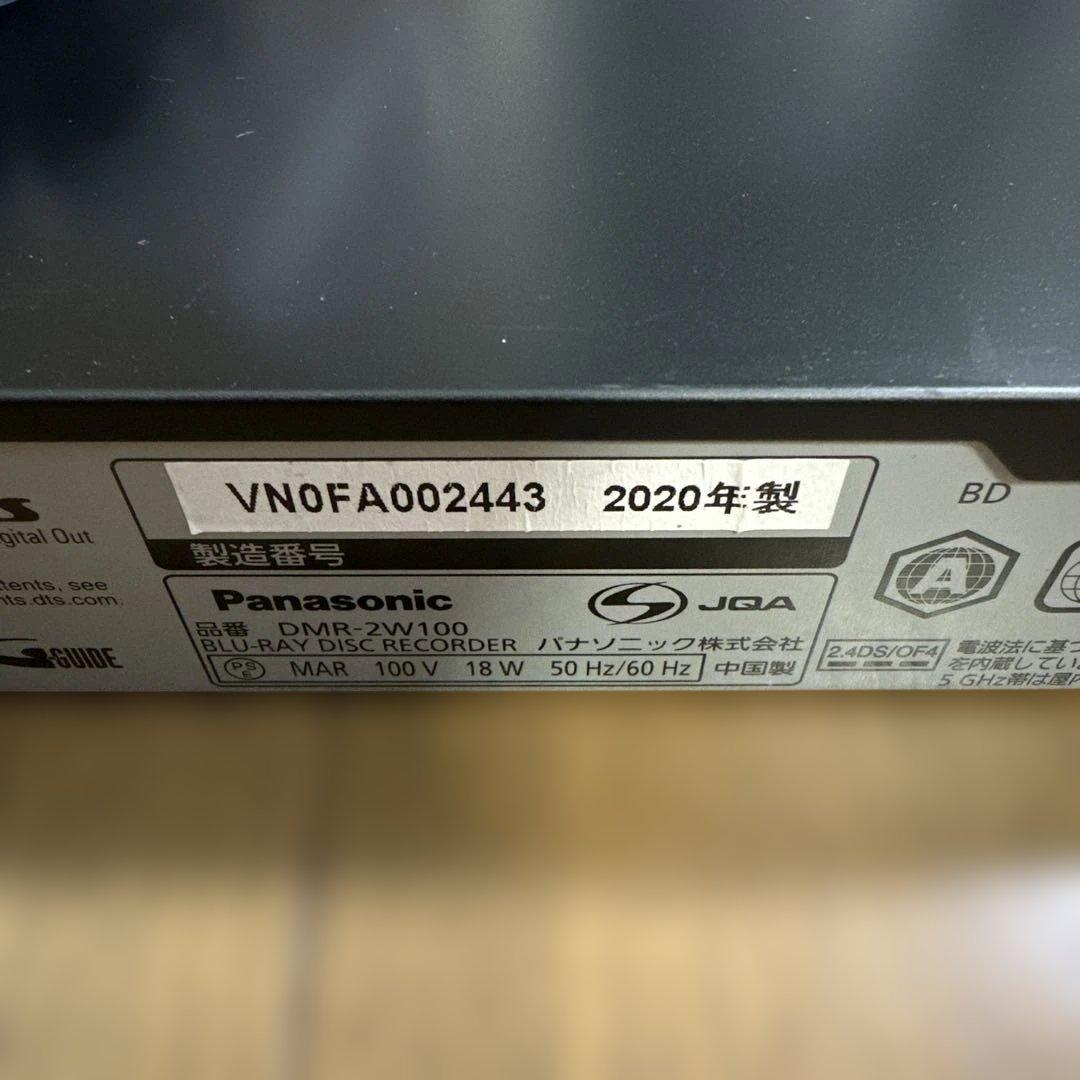 VN0FA002443 2020年製
製造番号
Panasonic JQA
品番 DMR-2W100
BLU-RAY DISC RECORDER パナソニック株式会社
PS E MAR 100 V 18 W 50 Hz/60 Hz 中国製
Digital Out
see
dts.com.
G-GUIDE
BD
A
2.4DS/OF4
電波法に基づ
を内蔵してい
5 GHz帯は屋内